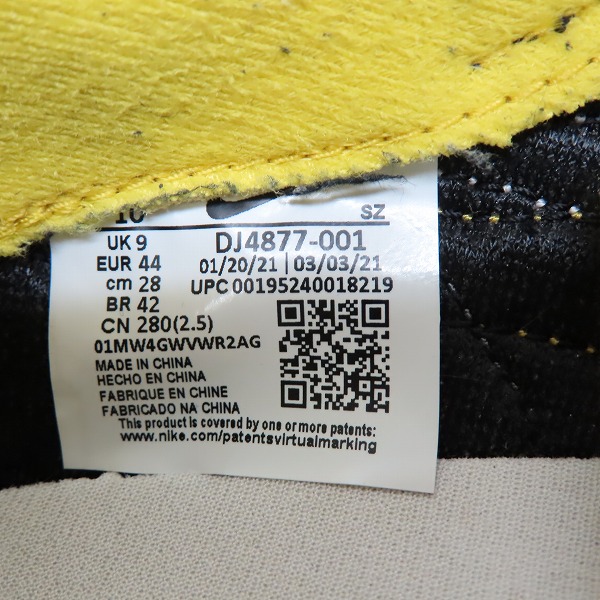 10 SZ
UK 9 DJ4877-001
EUR 44 01/20/21 | 03/03/21
cm 28 UPC 00195240018219
BR 42
CN 280(2.5)
01MW4GWVWR2AG
MADE IN CHINA
HECHO EN CHINA
FABRIQUE EN CHINE
FABRICADO NA CHINA
This product is covered by one or more patents:
www.nike.com/patentsvirtualmarking